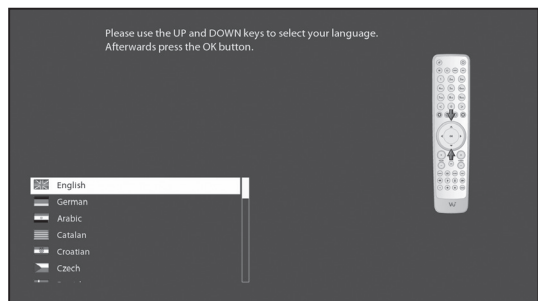 Please use the UP and DOWN keys to select your language.
Afterwards press the OK button.
English
German
Arabic
Catalan
Croatian
Czech